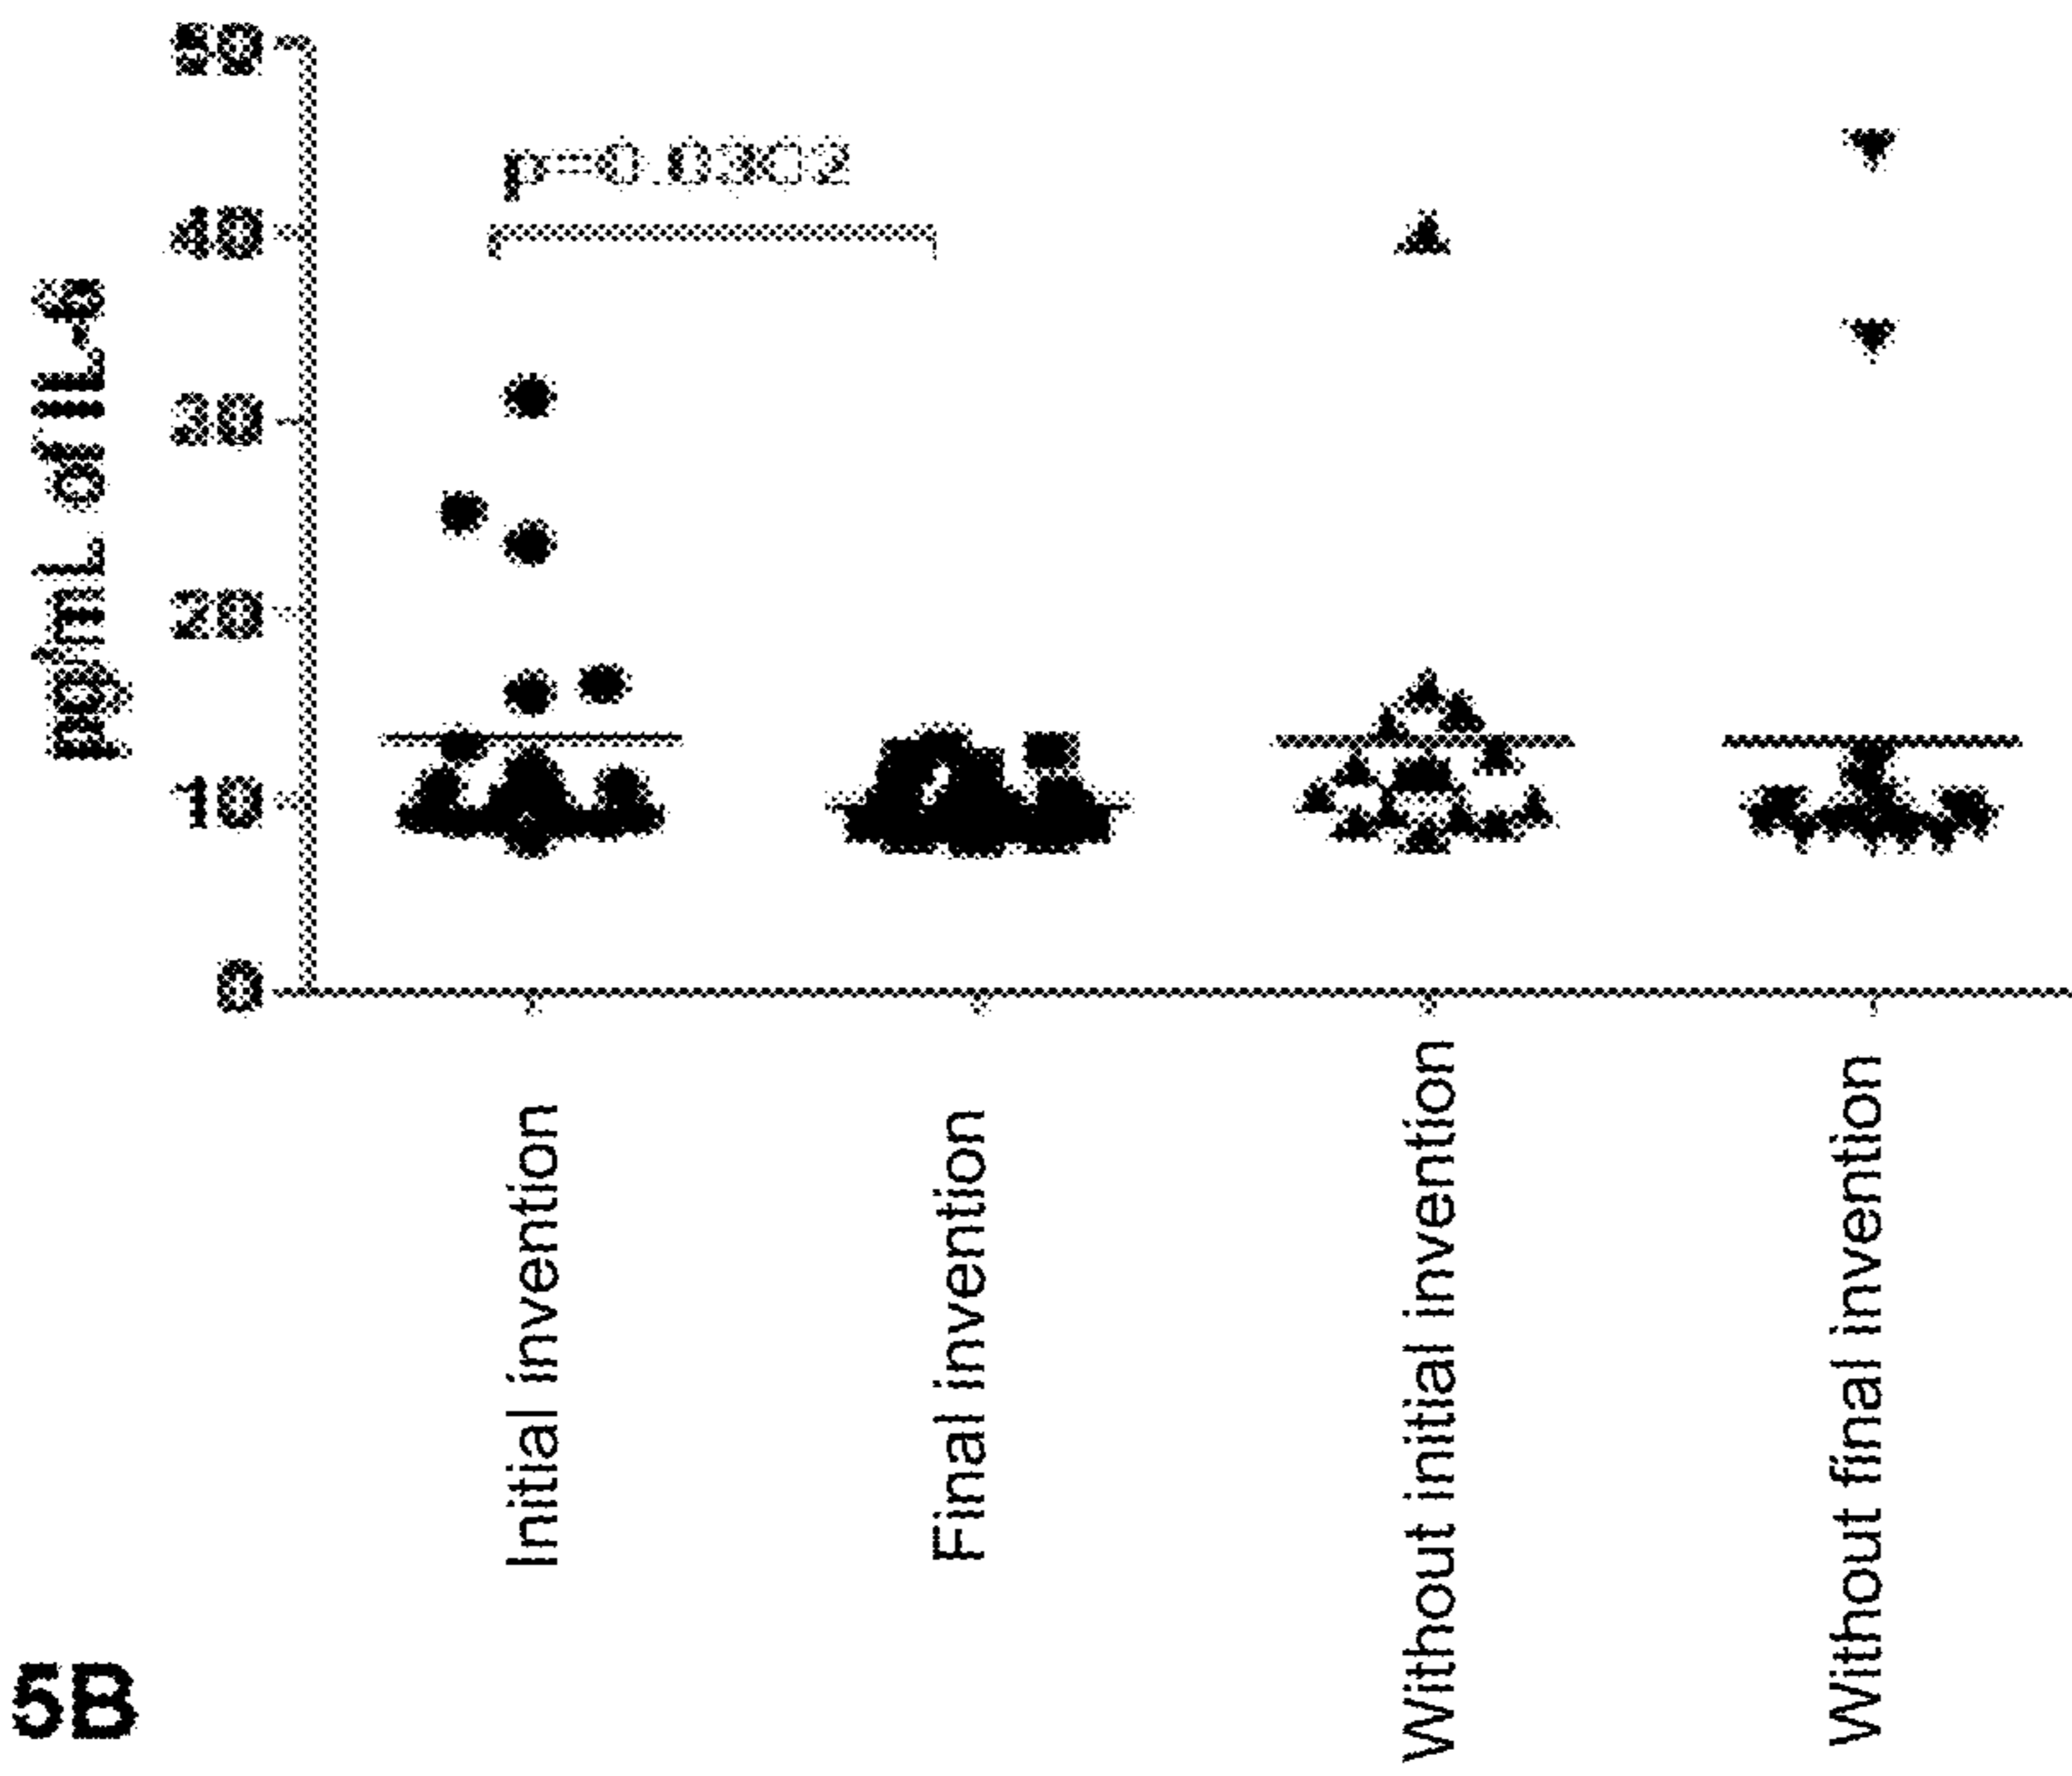 pg/mL of IL-6
50
40
30
20
10
0
p=0.0302
Initial invention
Final invention
Without initial invention
Without final invention
5B